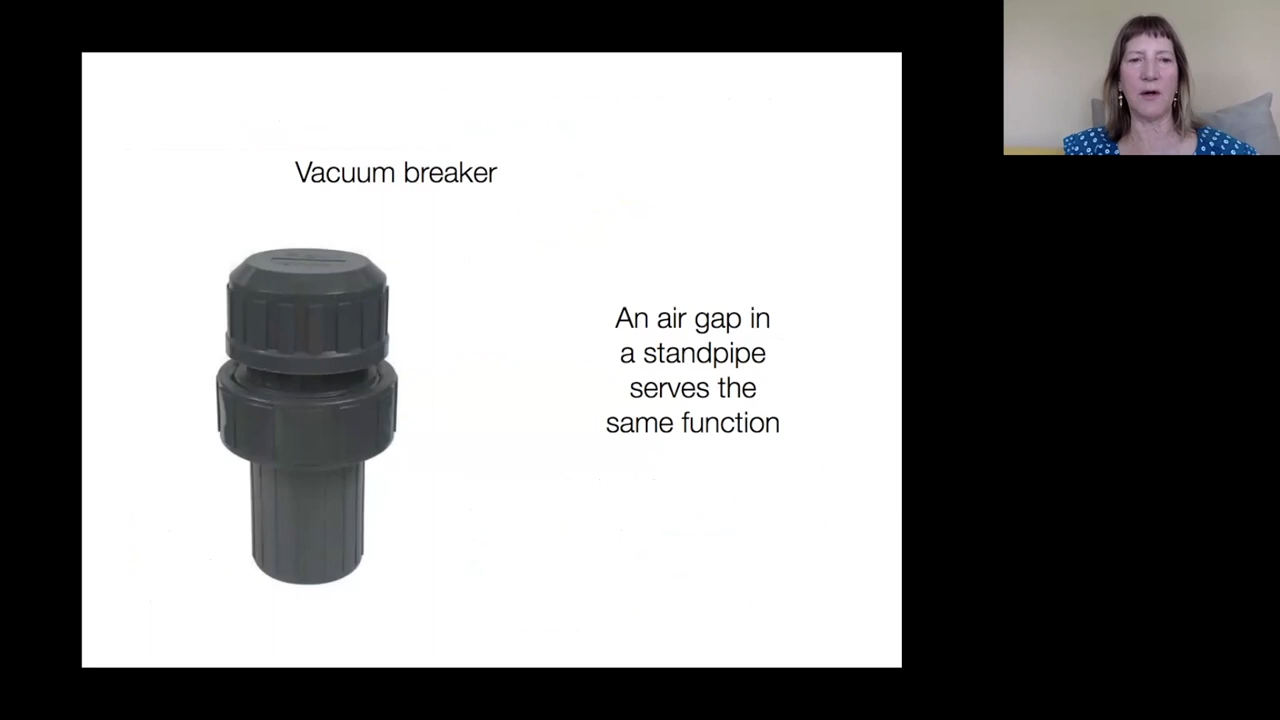 Vacuum breaker
An air gap in
a standpipe
serves the
same function